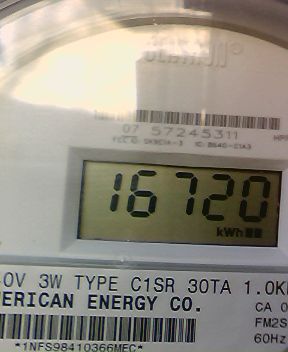 07 57245311
16720
kWh
0V 3W TYPE C1SR 30TA 1.0K
ERICAN ENERGY CO.
CA 0
FM2S
60Hz
*1NFS98410366MEC*